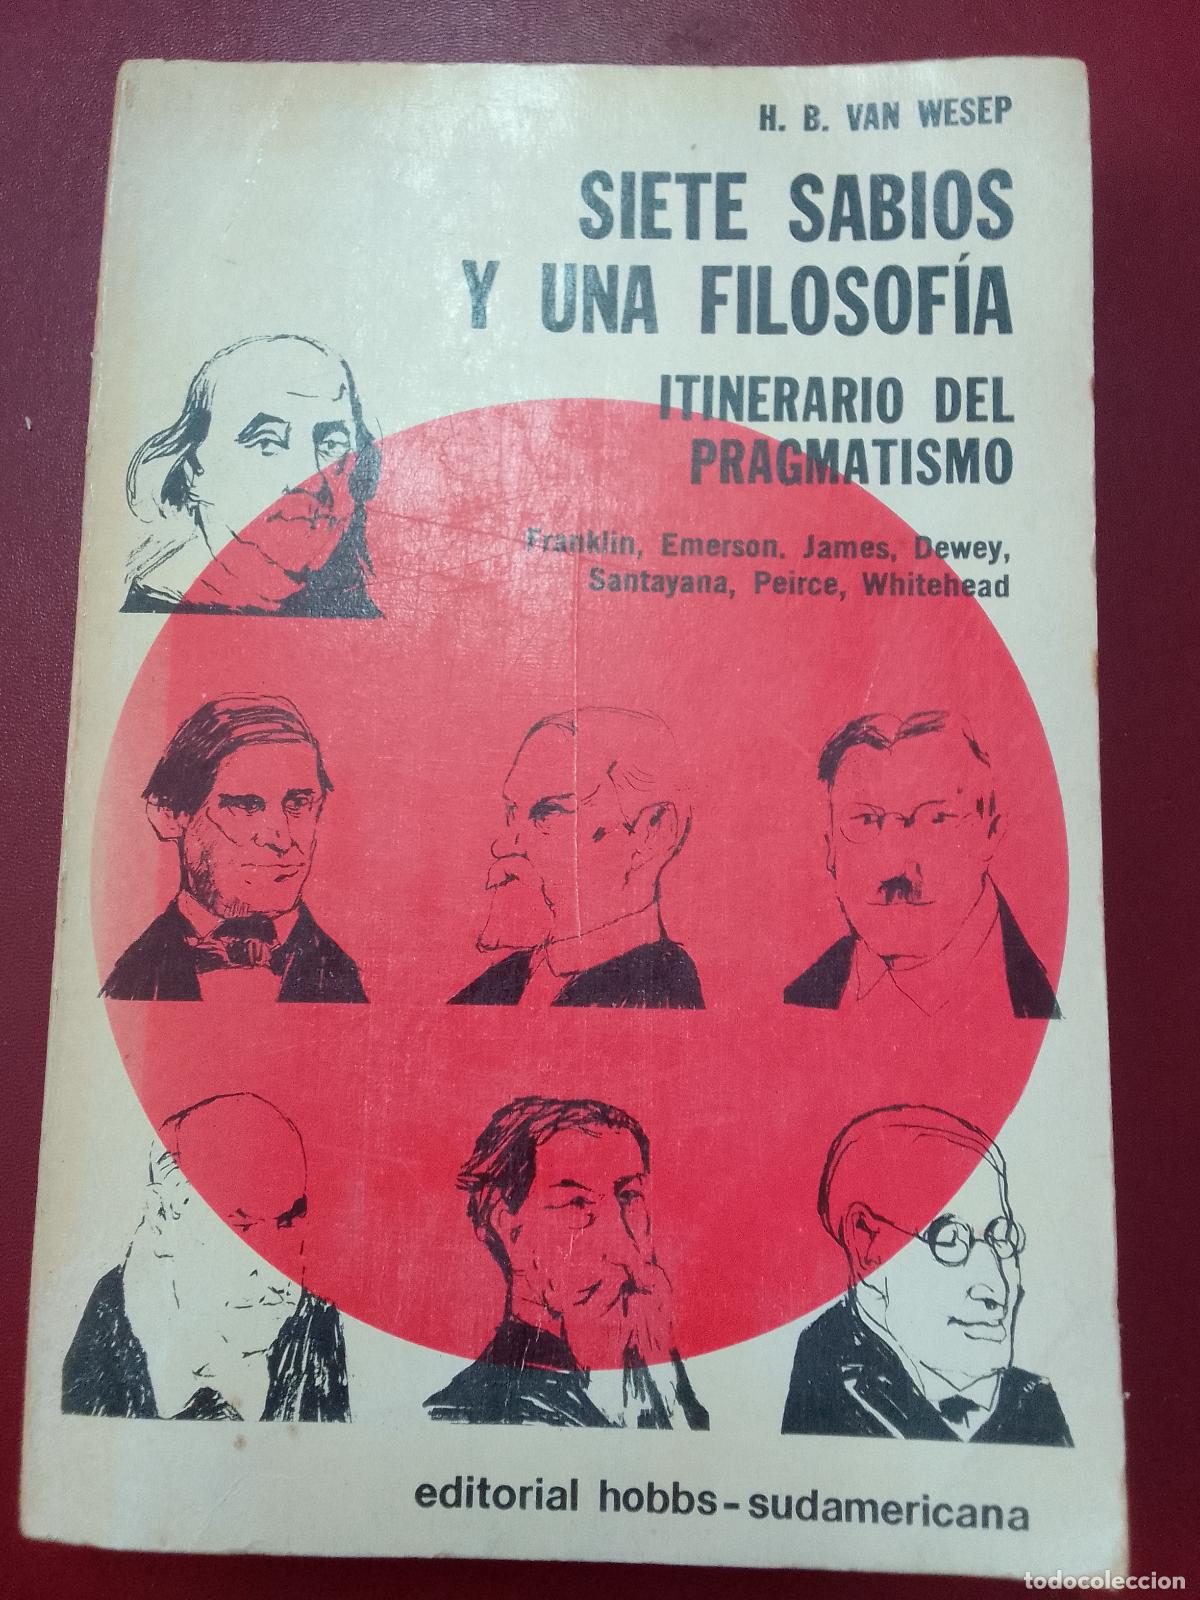 H. B. VAN WESEP
SIETE SABIOS
Y UNA FILOSOFÍA
ITINERARIO DEL
PRAGMATISMO
Franklin, Emerson. James, Dewey,
Santayana, Peirce, Whitehead
editorial hobbs-sudamericana
todocoleccion